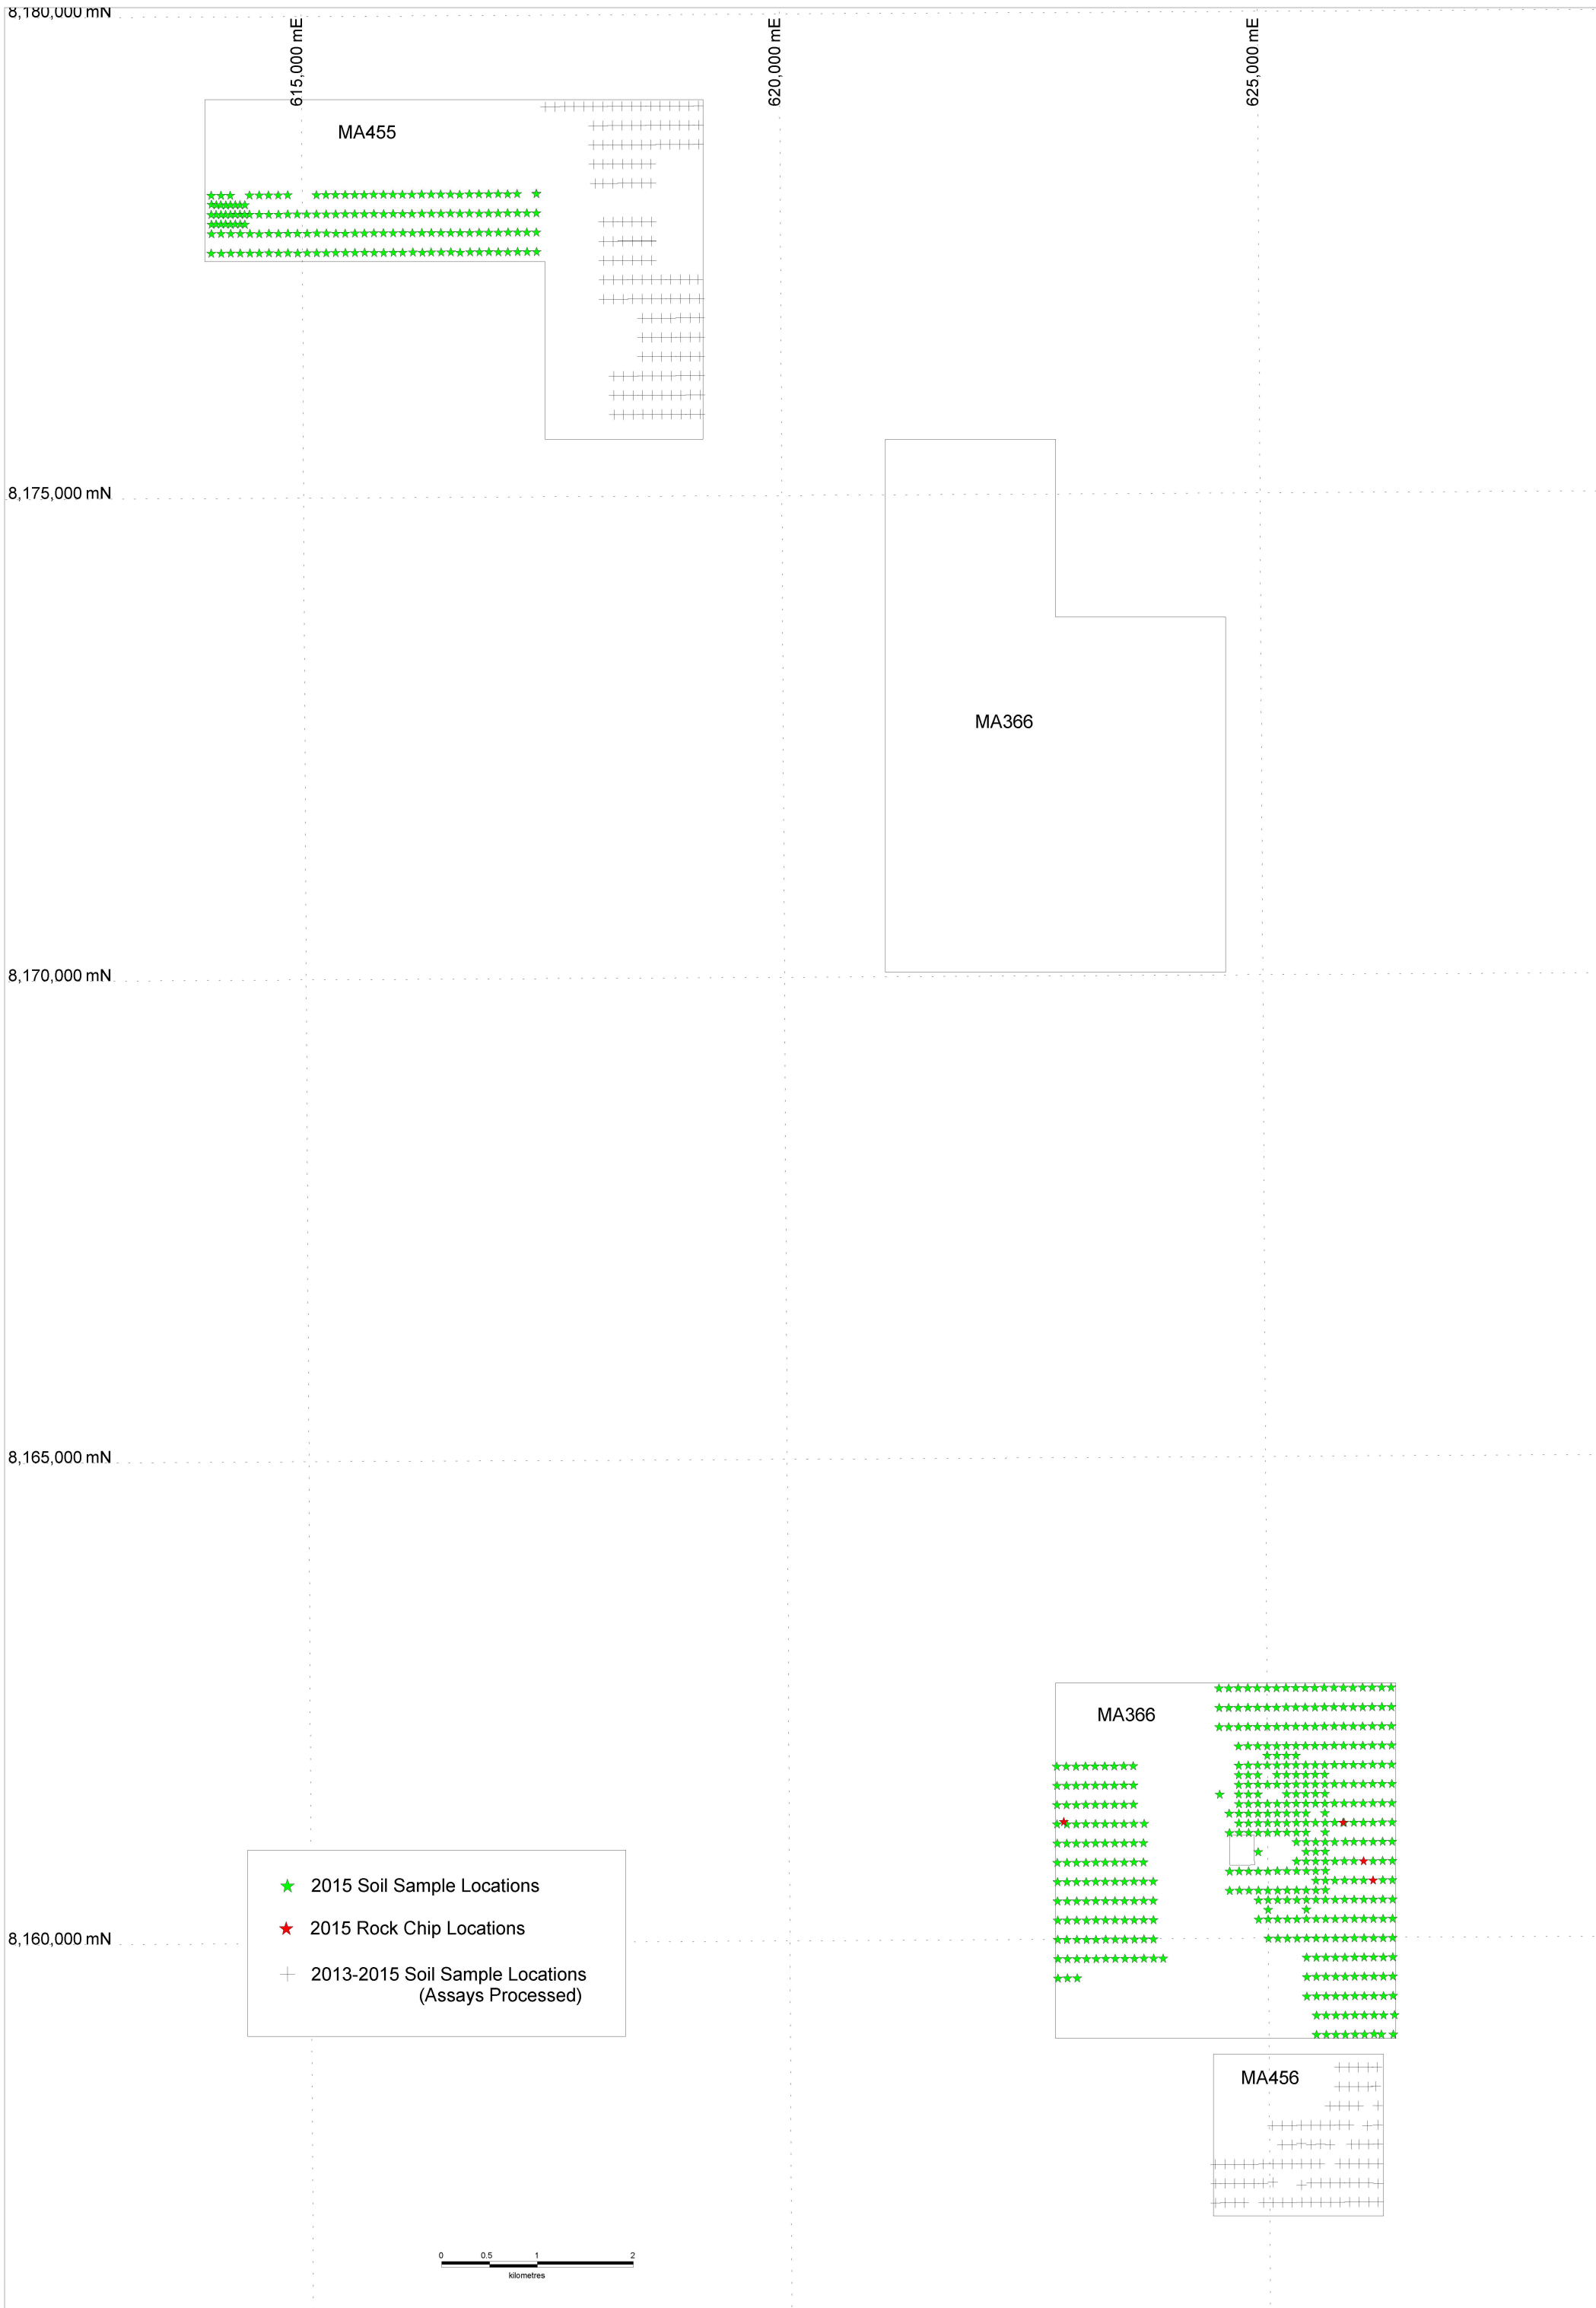 8,180,000 mN
615,000 mE
620,000 mE
625,000 mE
MA455
8,175,000 mN
MA366
8,170,000 mN
8,165,000 mN
MA366
2015 Soil Sample Locations
2015 Rock Chip Locations
8,160,000 mN
2013-2015 Soil Sample Locations
(Assays Processed)
MA456
0 0.5 1 2
kilometres